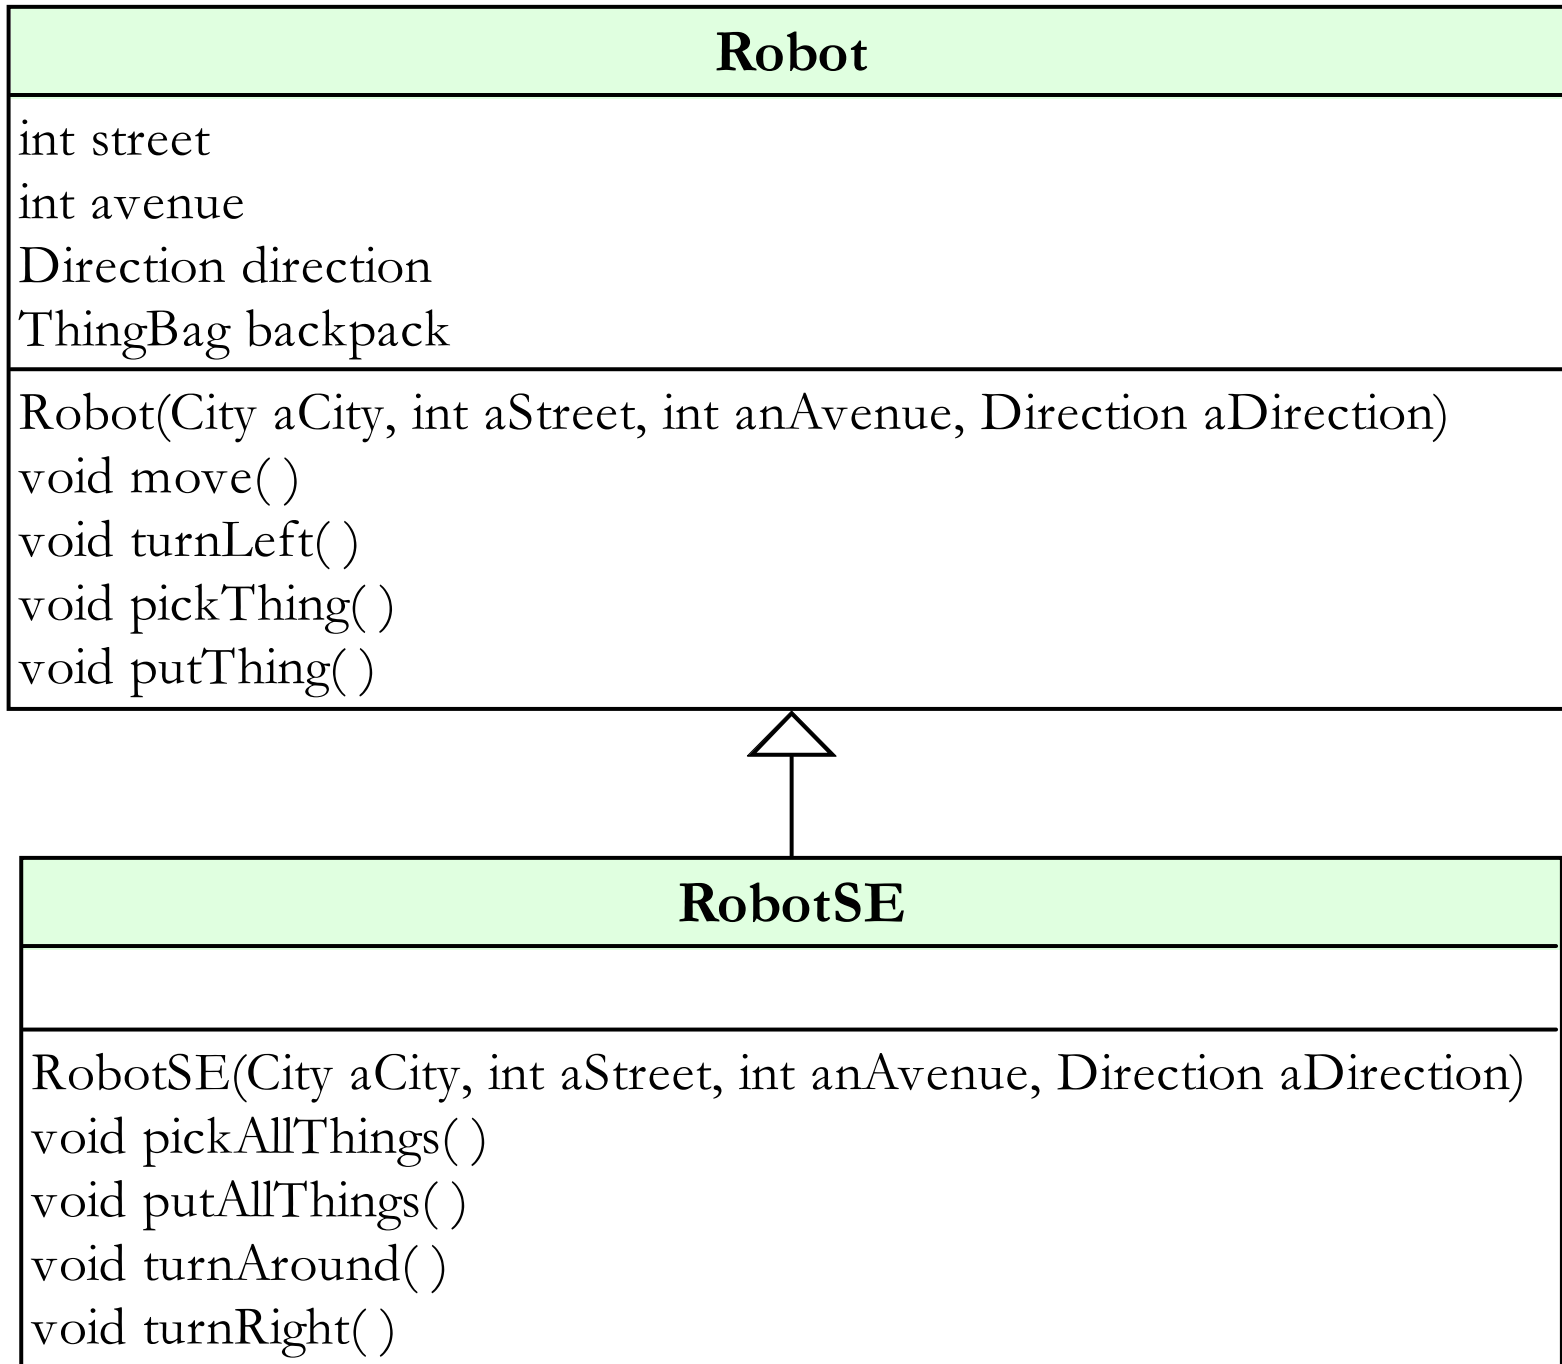 Robot
int street
int avenue
Direction direction
ThingBag backpack
Robot(City aCity, int aStreet, int anAvenue, Direction aDirection)
void move( )
void turnLeft( )
void pickThing( )
void putThing( )
RobotSE
RobotSE(City aCity, int aStreet, int anAvenue, Direction aDirection)
void pickAllThings( )
void putAllThings( )
void turnAround( )
void turnRight( )